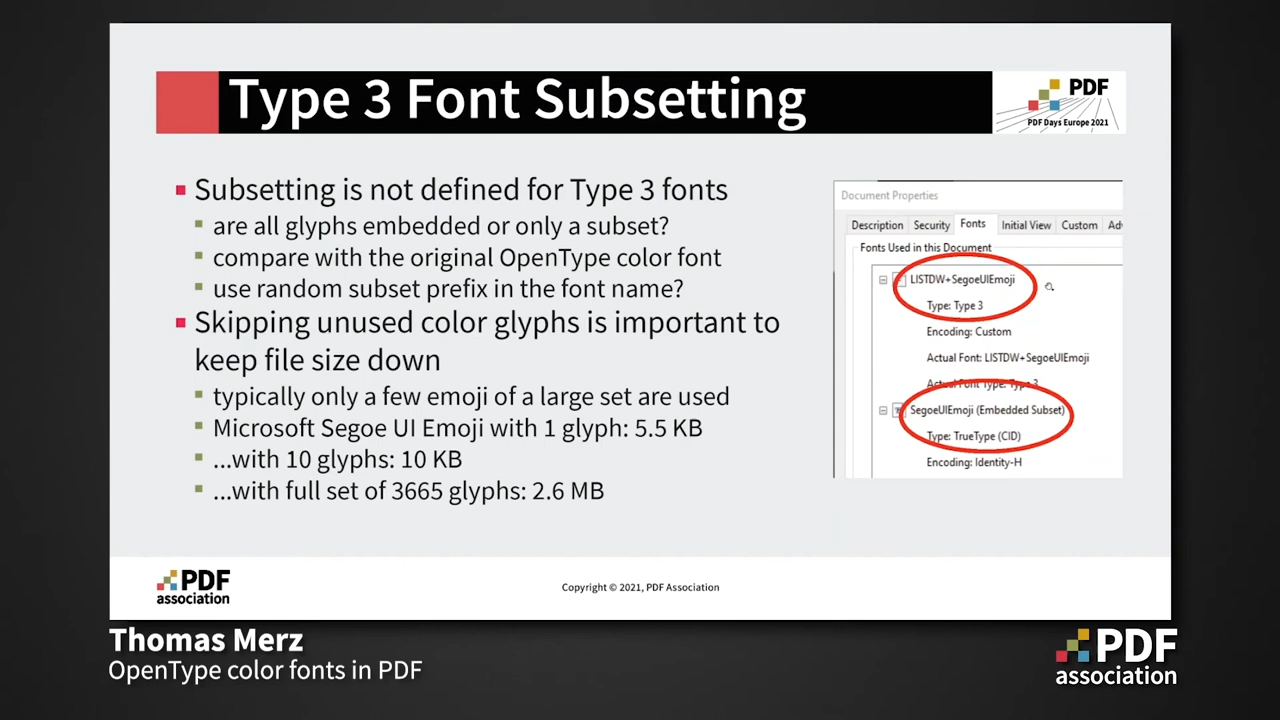 Type 3 Font Subsetting
PDF
PDF Days Europe 2021
Subsetting is not defined for Type 3 fonts
are all glyphs embedded or only a subset?
compare with the original OpenType color font
use random subset prefix in the font name?
Skipping unused color glyphs is important to
keep file size down
typically only a few emoji of a large set are used
Microsoft Segoe UI Emoji with 1 glyph: 5.5 KB
...with 10 glyphs: 10 KB
...with full set of 3665 glyphs: 2.6 MB
Document Properties
Description Security Fonts Initial View Custom Ad
Fonts Used in this Document
LISTDW+SegoeUIEmoji
Type: Type 3
Encoding: Custom
Actual Font: LISTDW+SegoeUIEmoji
Actual Font Type: Type 3
SegoeUIEmoji (Embedded Subset)
Type: TrueType (CID)
Encoding: Identity-H
PDF
association
Copyright © 2021, PDF Association
Thomas Merz
OpenType color fonts in PDF
PDF
association